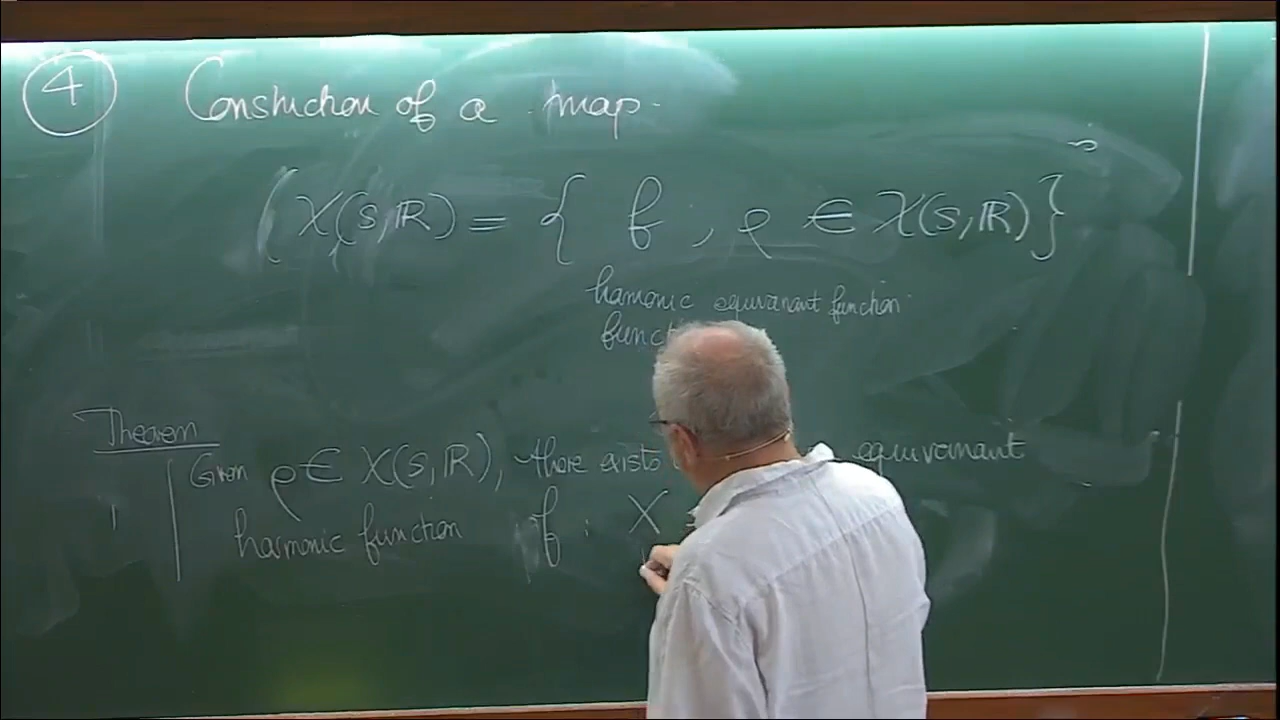 ④ Construction of a map.
(χ(S,ℝ) = { f , ρ ∈ χ(S,ℝ)}
harmonic equivariant function
Theorem
Given ρ ∈ χ(S,ℝ), there exists equivariant
harmonic function f : X